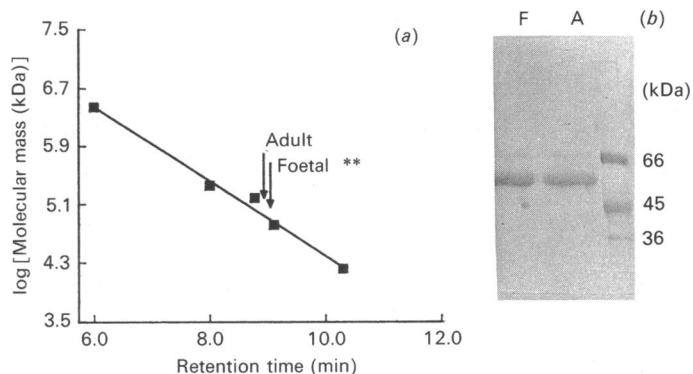 (a)
log [Molecular mass (kDa)]
7.5
6.7
5.9
5.1
4.3
3.5
Adult
Foetal **
6.0 8.0 10.0 12.0
Retention time (min)
F A (b)
(kDa)
66
45
36